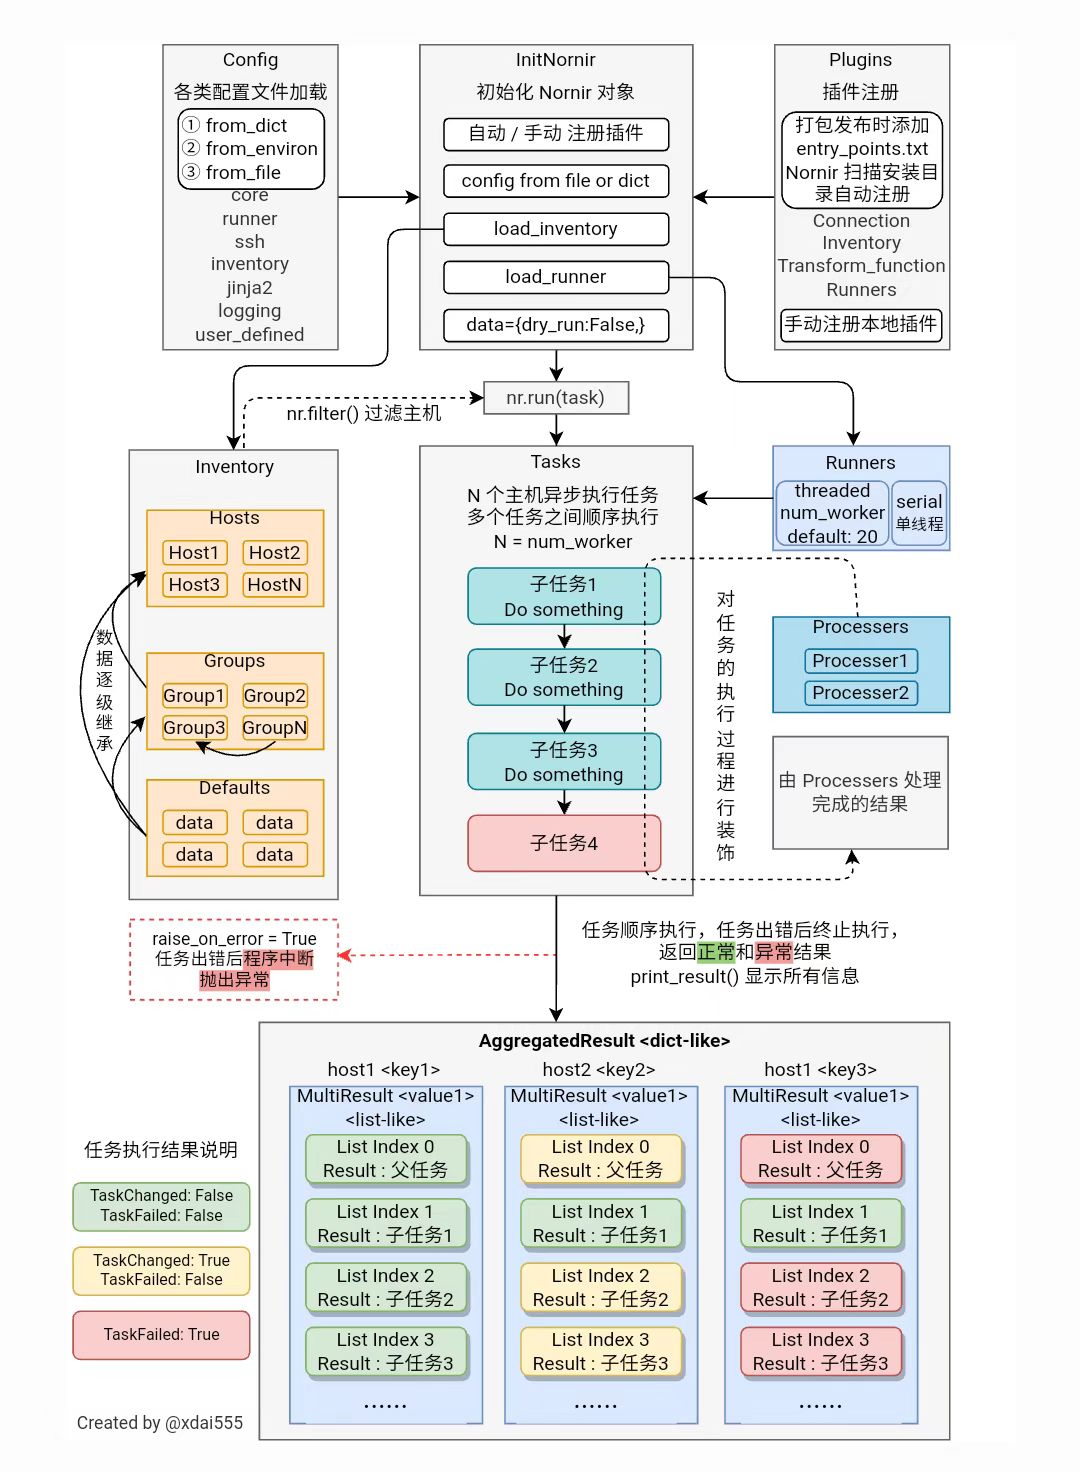 Config
各类配置文件加载
① from_dict
② from_environ
③ from_file
core
runner
ssh
inventory
jinja2
logging
user_defined
InitNornir
初始化 Nornir 对象
自动 / 手动 注册插件
config from file or dict
load_inventory
load_runner
data={dry_run:False,}
Plugins
插件注册
打包发布时添加
entry_points.txt
Nornir 扫描安装目
录自动注册
Connection
Inventory
Transform_function
Runners
手动注册本地插件
nr.filter() 过滤主机
nr.run(task)
Inventory
Hosts
Host1
Host2
Host3
HostN
数据逐级继承
Groups
Group1
Group2
Group3
GroupN
Defaults
data
data
data
data
Tasks
N 个主机异步执行任务
多个任务之间顺序执行
N = num_worker
子任务1
Do something
子任务2
Do something
子任务3
Do something
子任务4
对任务的执行过程进行装饰
Runners
threaded
num_worker
default: 20
serial
单线程
Processers
Processer1
Processer2
由 Processers 处理
完成的结果
raise_on_error = True
任务出错后程序中断
抛出异常
任务顺序执行，任务出错后终止执行，
返回正常和异常结果
print_result() 显示所有信息
AggregatedResult <dict-like>
host1 <key1>
MultiResult <value1>
<list-like>
List Index 0
Result : 父任务
List Index 1
Result : 子任务1
List Index 2
Result : 子任务2
List Index 3
Result : 子任务3
......
host2 <key2>
MultiResult <value1>
<list-like>
List Index 0
Result : 父任务
List Index 1
Result : 子任务1
List Index 2
Result : 子任务2
List Index 3
Result : 子任务3
......
host1 <key3>
MultiResult <value1>
<list-like>
List Index 0
Result : 父任务
List Index 1
Result : 子任务1
List Index 2
Result : 子任务2
List Index 3
Result : 子任务3
......
任务执行结果说明
TaskChanged: False
TaskFailed: False
TaskChanged: True
TaskFailed: False
TaskFailed: True
Created by @xdai555